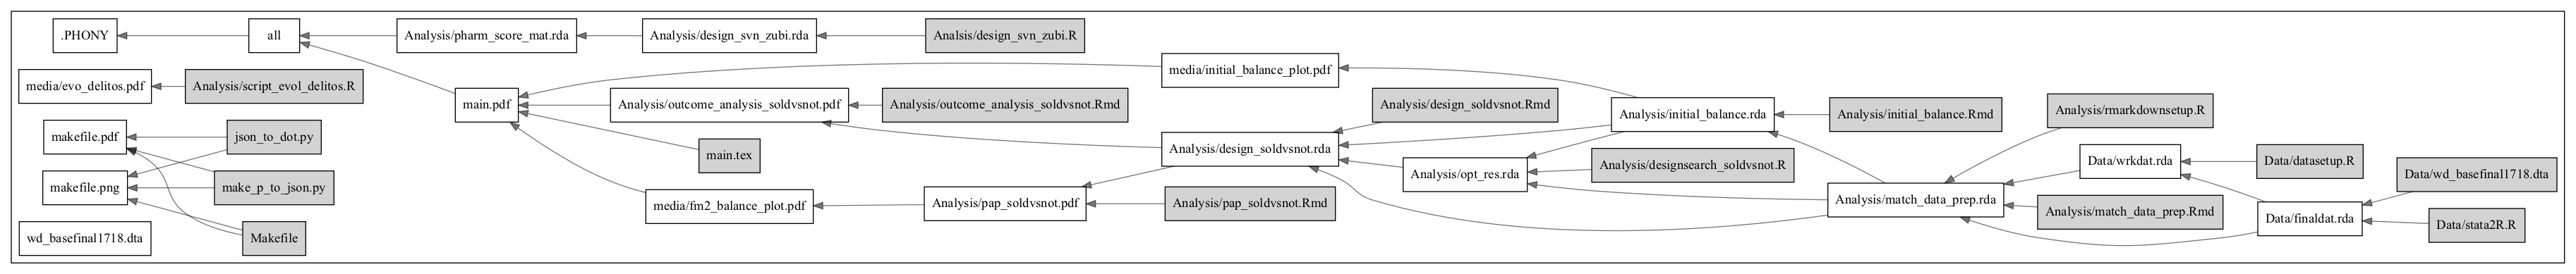 .PHONY
all
Analysis/pharm_score_mat.rda
Analysis/design_svn_zubi.rda
Analsis/design_svn_zubi.R
media/initial_balance_plot.pdf
media/evo_delitos.pdf
Analysis/script_evol_delitos.R
main.pdf
Analysis/outcome_analysis_soldvsnot.pdf
Analysis/outcome_analysis_soldvsnot.Rmd
Analysis/design_soldvsnot.Rmd
Analysis/initial_balance.rda
Analysis/initial_balance.Rmd
Analysis/rmarkdownsetup.R
makefile.pdf
json_to_dot.py
main.tex
Analysis/design_soldvsnot.rda
Analysis/opt_res.rda
Analysis/designsearch_soldvsnot.R
Data/wrkdat.rda
Data/datasetup.R
Data/wd_basefinal1718.dta
makefile.png
make_p_to_json.py
media/fm2_balance_plot.pdf
Analysis/pap_soldvsnot.pdf
Analysis/pap_soldvsnot.Rmd
Analysis/match_data_prep.rda
Analysis/match_data_prep.Rmd
Data/finaldat.rda
Data/stata2R.R
wd_basefinal1718.dta
Makefile